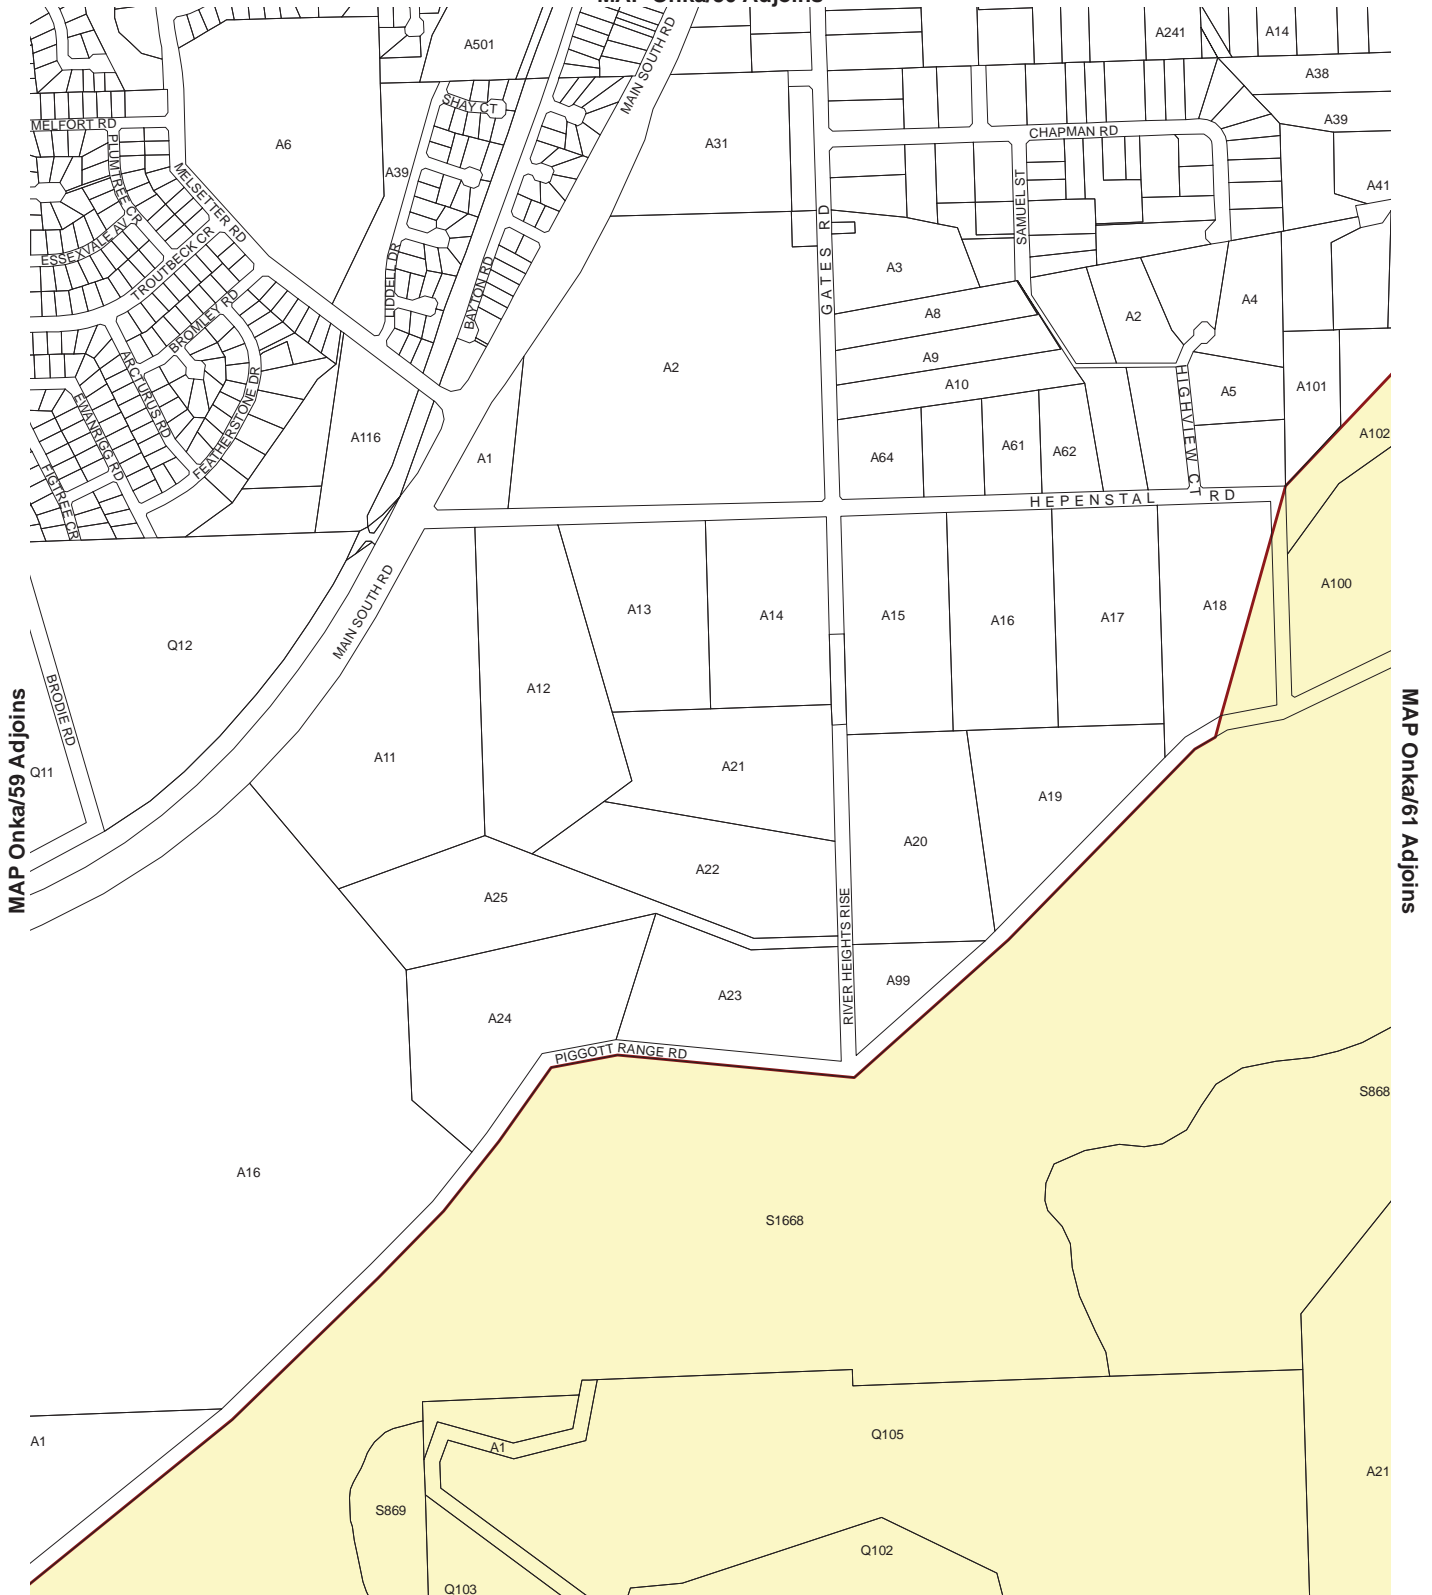 A501
A241
A14
MAIN SOUTH RD
A38
SHAY CT
A39
MELFORT RD
CHAPMAN RD
A6
A31
PLUMTREE CR
A39
A41
MELSETTER RD
SAMUEL ST
ESSEXVALE AV
TROUTBECK CR
GATES RD
A3
BAYTON RD
A4
BROMLEY RD
A8
A2
A9
A2
A10
ARCTURUS RD
HIGHVIEW CT
A5
A101
FEATHERSTONE DR
EWANRIGG RD
A116
A102
A1
A64
A61
A62
FIGTREE CR
HEPENSTAL RD
A100
MAIN SOUTH RD
A13
A14
A15
A16
A17
A18
Q12
A12
BRODIE RD
MAP Onka/59 Adjoins
MAP Onka/61 Adjoins
A11
A21
Q11
A19
A20
A22
A25
RIVER HEIGHTS RISE
A99
A23
A24
PIGGOTT RANGE RD
S868
A16
S1668
A1
Q105
A1
A21
S869
Q102
Q103